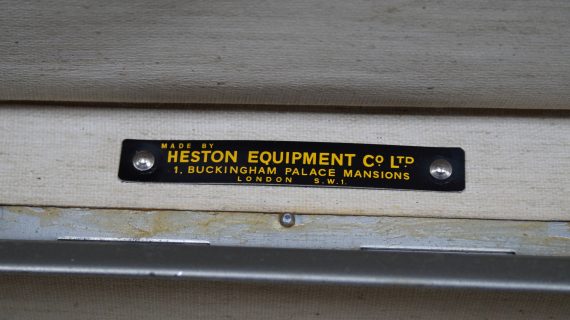 MADE BY
HESTON EQUIPMENT Co LTD
1, BUCKINGHAM PALACE MANSIONS
LONDON S.W.1.